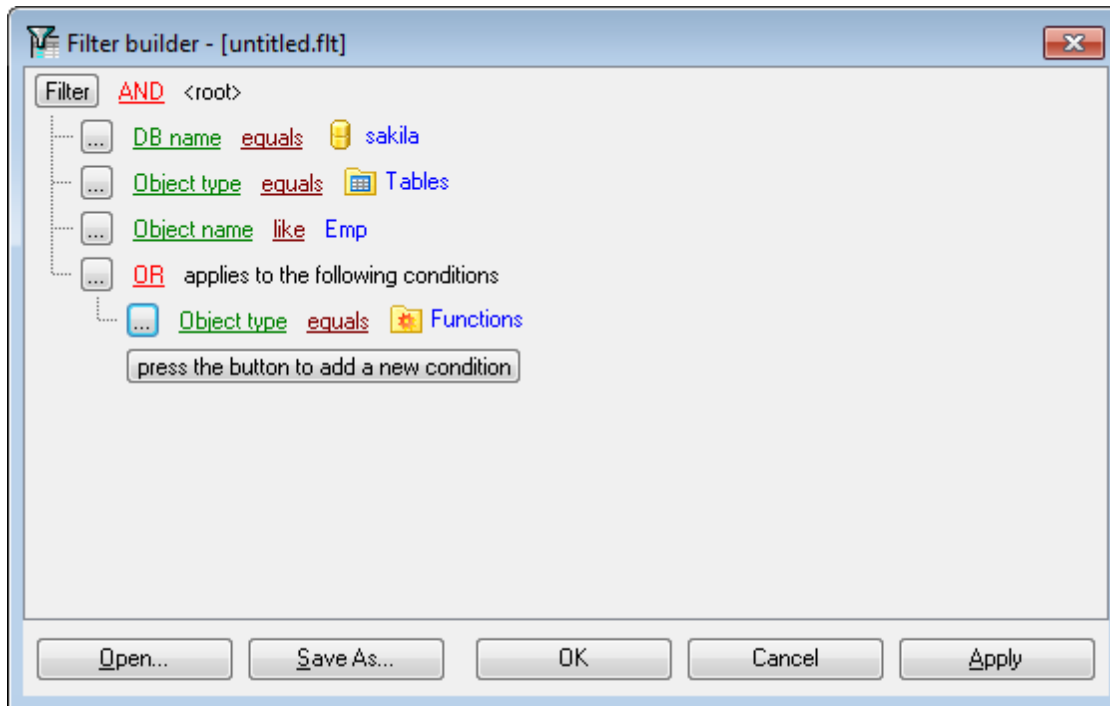 Filter builder - [untitled.flt]
Filter AND <root>
... DB name equals sakila
... Object type equals Tables
... Object name like Emp
... OR applies to the following conditions
... Object type equals Functions
press the button to add a new condition
Open... Save As... OK Cancel Apply